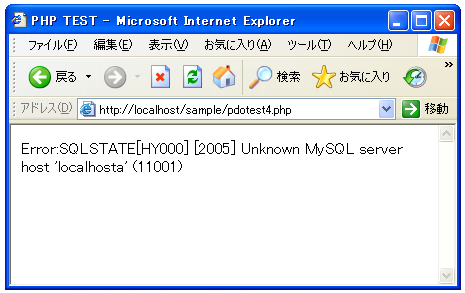 PHP TEST - Microsoft Internet Explorer
ファイル(F) 編集(E) 表示(V) お気に入り(A) ツール(T) ヘルプ(H)
戻る 検索 お気に入り
アドレス(D) http://localhost/sample/pdotest4.php 移動
Error:SQLSTATE[HY000] [2005] Unknown MySQL server
host 'localhosta' (11001)